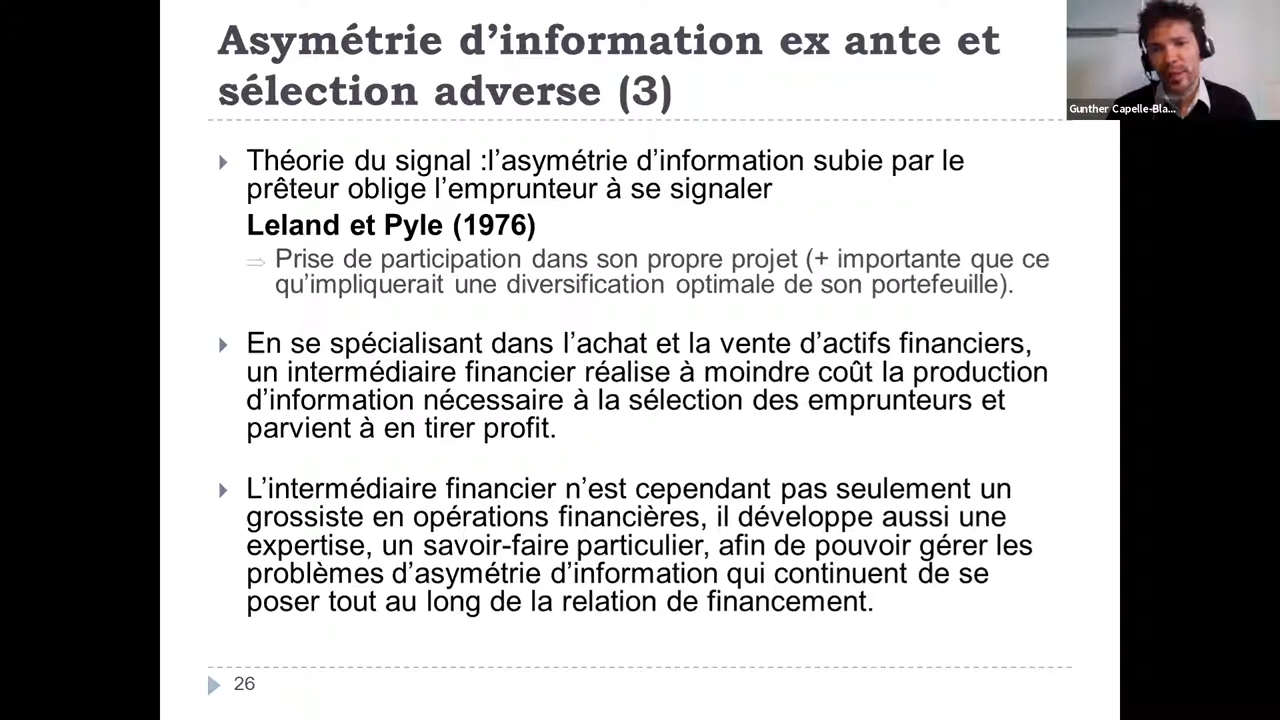 Asymétrie d’information ex ante et
sélection adverse (3)
Gunther Capelle-Bla...
Théorie du signal :l’asymétrie d’information subie par le
prêteur oblige l’emprunteur à se signaler
Leland et Pyle (1976)
Prise de participation dans son propre projet (+ importante que ce
qu’impliquerait une diversification optimale de son portefeuille).
En se spécialisant dans l’achat et la vente d’actifs financiers,
un intermédiaire financier réalise à moindre coût la production
d’information nécessaire à la sélection des emprunteurs et
parvient à en tirer profit.
L’intermédiaire financier n’est cependant pas seulement un
grossiste en opérations financières, il développe aussi une
expertise, un savoir-faire particulier, afin de pouvoir gérer les
problèmes d’asymétrie d’information qui continuent de se
poser tout au long de la relation de financement.
26